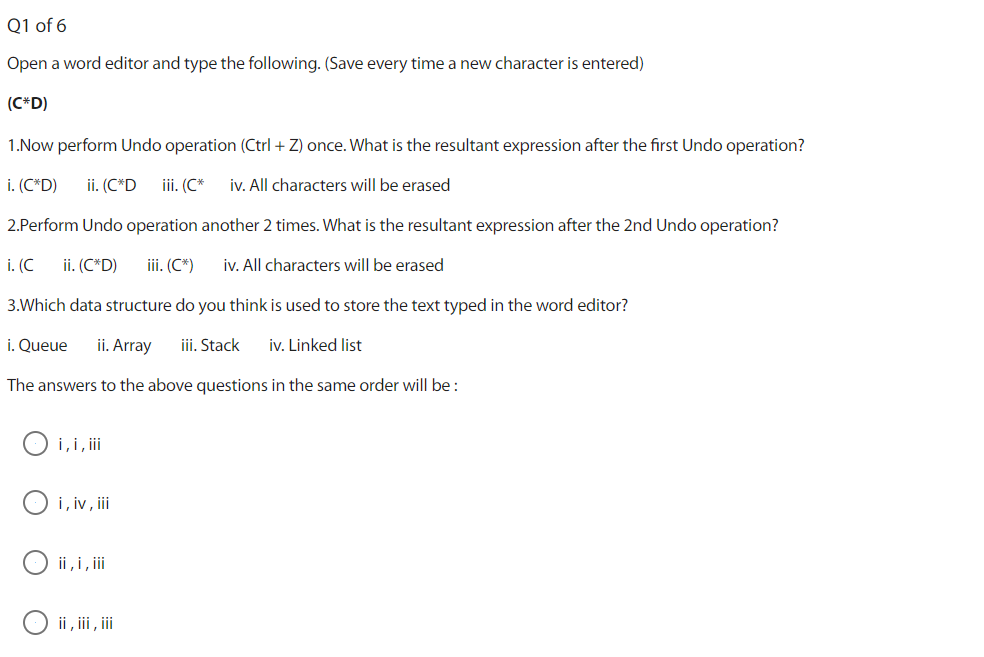 Q1 of 6
Open a word editor and type the following. (Save every time a new character is entered)
(C*D)
1.Now perform Undo operation (Ctrl + Z) once. What is the resultant expression after the first Undo operation?
i. (C*D) ii. (C*D iii. (C* iv. All characters will be erased
2.Perform Undo operation another 2 times. What is the resultant expression after the 2nd Undo operation?
i. (C ii. (C*D) iii. (C*) iv. All characters will be erased
3.Which data structure do you think is used to store the text typed in the word editor?
i. Queue ii. Array iii. Stack iv. Linked list
The answers to the above questions in the same order will be :
i , i , iii
i , iv , iii
ii , i , iii
ii , iii , iii